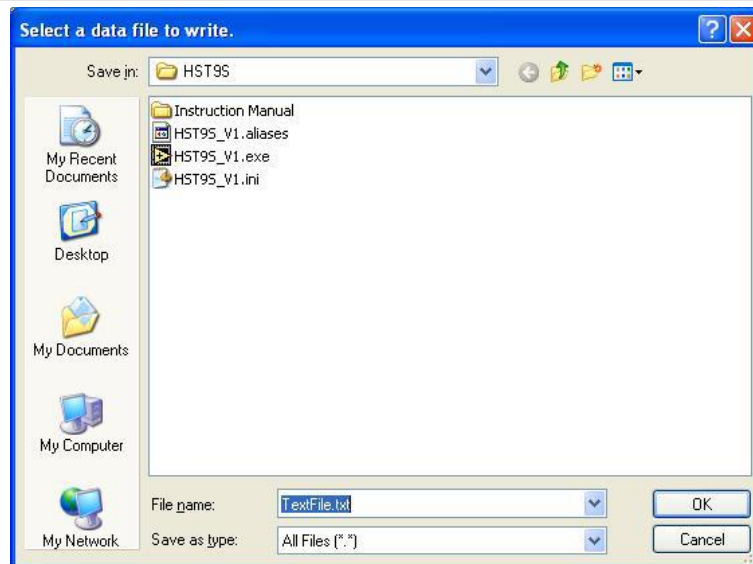 Select a data file to write.
Save in: HST9S
Instruction Manual
HST9S_V1.aliases
HST9S_V1.exe
HST9S_V1.ini
My Recent
Documents
Desktop
My Documents
My Computer
My Network
File name: TextFile.txt OK
Save as type: All Files (*.*) Cancel